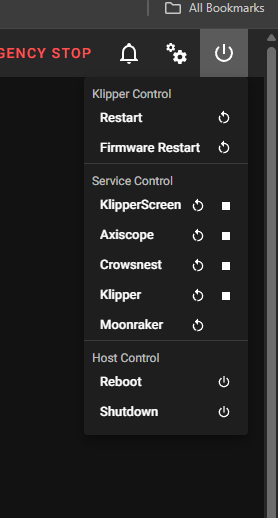 All Bookmarks
GENCY STOP
Klipper Control
Restart
Firmware Restart
Service Control
KlipperScreen
Axiscope
Crowsnest
Klipper
Moonraker
Host Control
Reboot
Shutdown